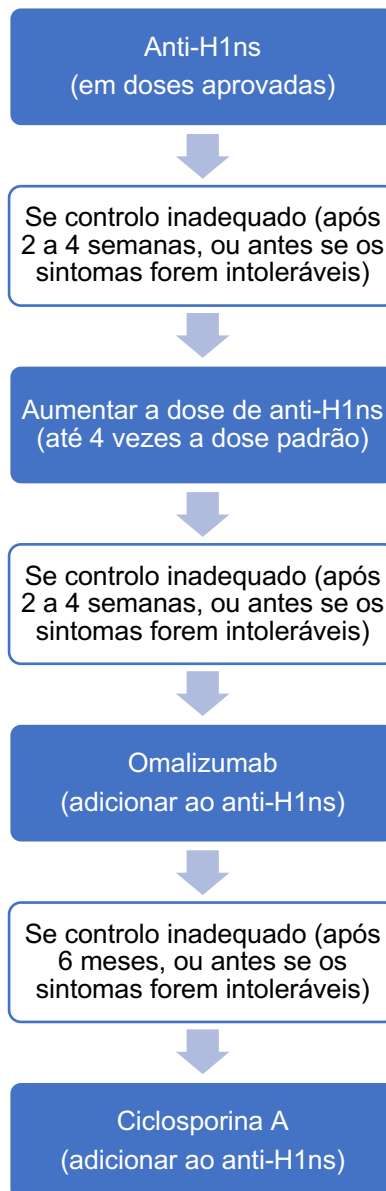 Anti-H1ns
(em doses aprovadas)
Se controlo inadequado (após
2 a 4 semanas, ou antes se os
sintomas forem intoleráveis)
Aumentar a dose de anti-H1ns
(até 4 vezes a dose padrão)
Se controlo inadequado (após
2 a 4 semanas, ou antes se os
sintomas forem intoleráveis)
Omalizumab
(adicionar ao anti-H1ns)
Se controlo inadequado (após
6 meses, ou antes se os
sintomas forem intoleráveis)
Ciclosporina A
(adicionar ao anti-H1ns)